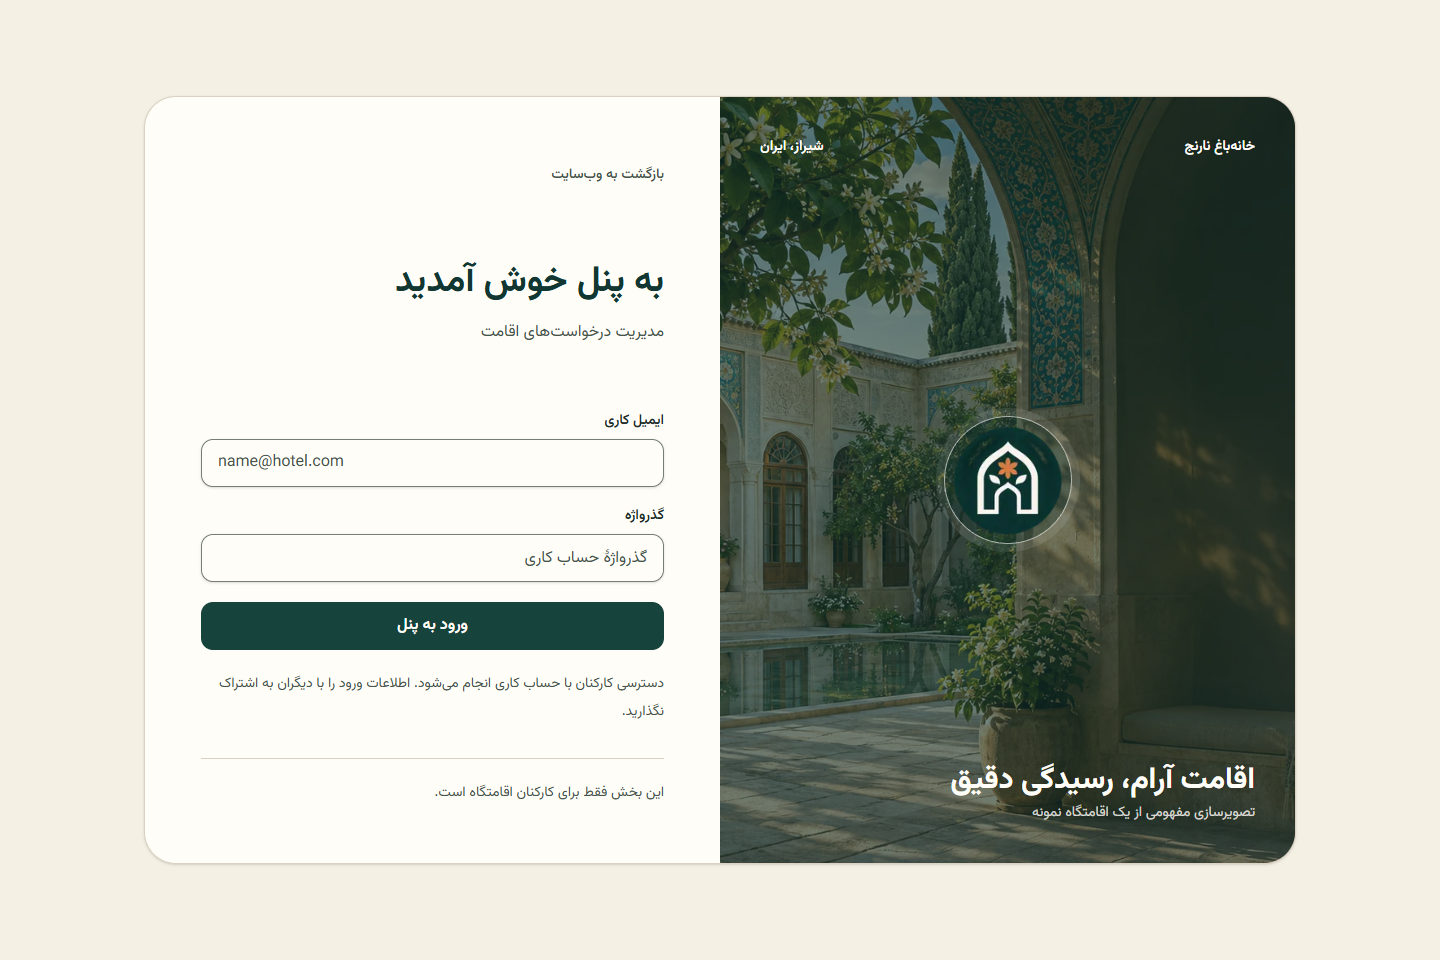 خانه‌باغ نارنج
شیراز، ایران
اقامت آرام، رسیدگی دقیق
تصویرسازی مفهومی از یک اقامتگاه نمونه
بازگشت به وب‌سایت
به پنل خوش آمدید
مدیریت درخواست‌های اقامت
ایمیل کاری
name@hotel.com
گذرواژه
گذرواژهٔ حساب کاری
ورود به پنل
دسترسی کارکنان با حساب کاری انجام می‌شود. اطلاعات ورود را با دیگران به اشتراک
نگذارید.
این بخش فقط برای کارکنان اقامتگاه است.